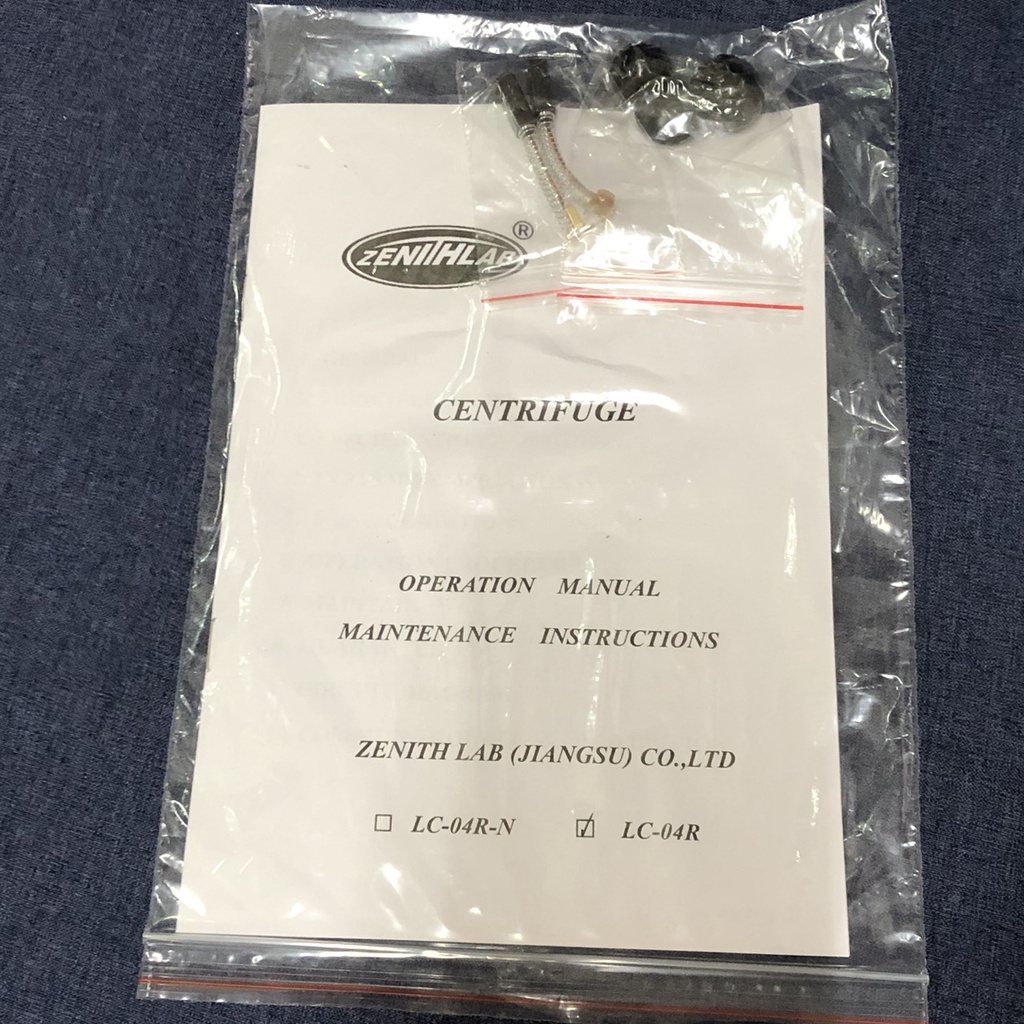 ZENITHLAB®
CENTRIFUGE
OPERATION MANUAL
MAINTENANCE INSTRUCTIONS
ZENITH LAB (JIANGSU) CO.,LTD
☐ LC-04R-N ☑ LC-04R